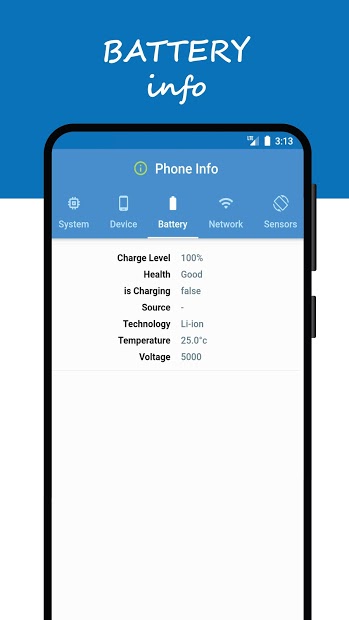 BATTERY
info
LTE 3:13
Phone Info
System Device Battery Network Sensors
Charge Level 100%
Health Good
is Charging false
Source -
Technology Li-ion
Temperature 25.0°c
Voltage 5000